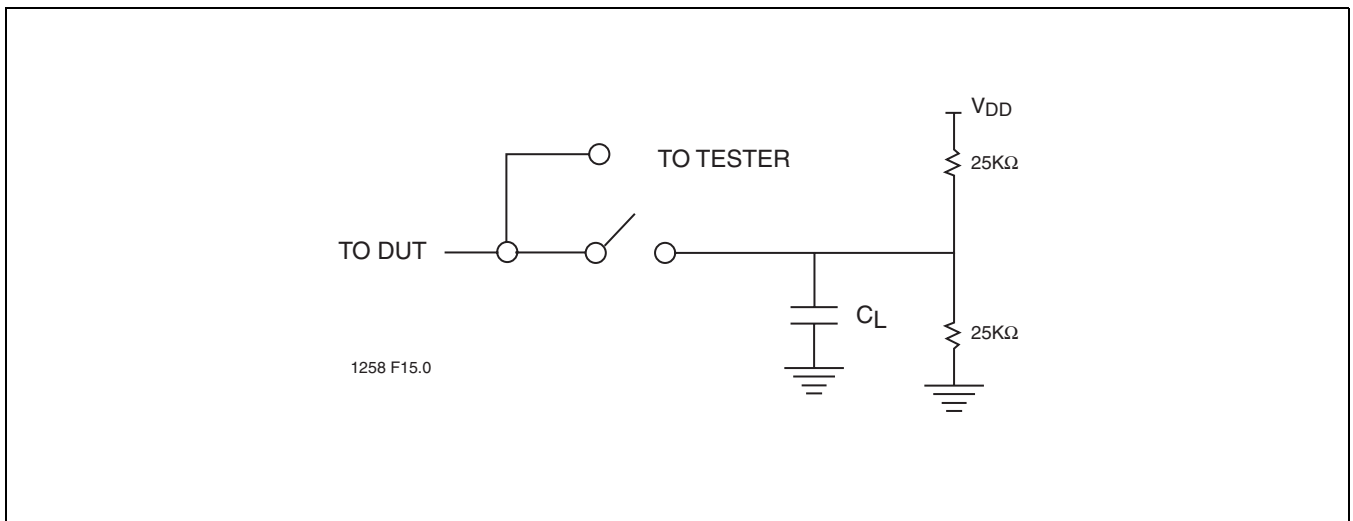 VDD
25KΩ
TO TESTER
TO DUT
CL
25KΩ
1258 F15.0